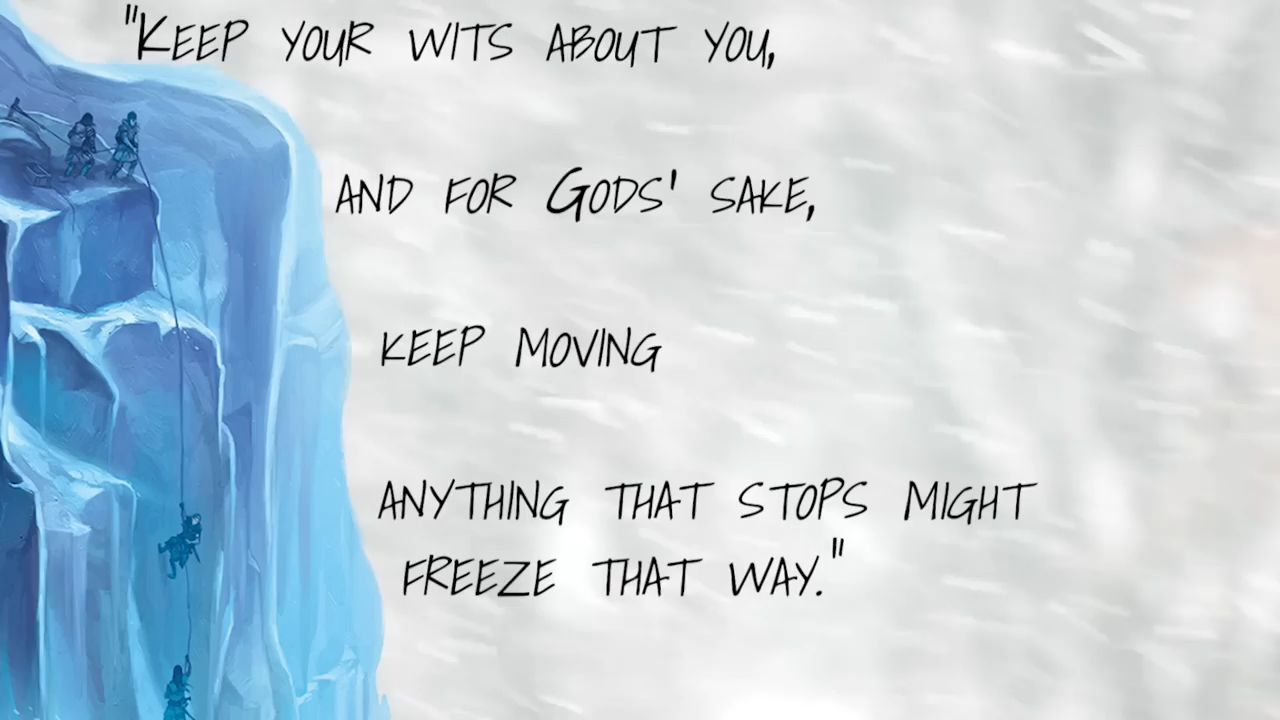 "Keep your wits about you,
and for Gods' sake,
keep moving
anything that stops might
freeze that way."